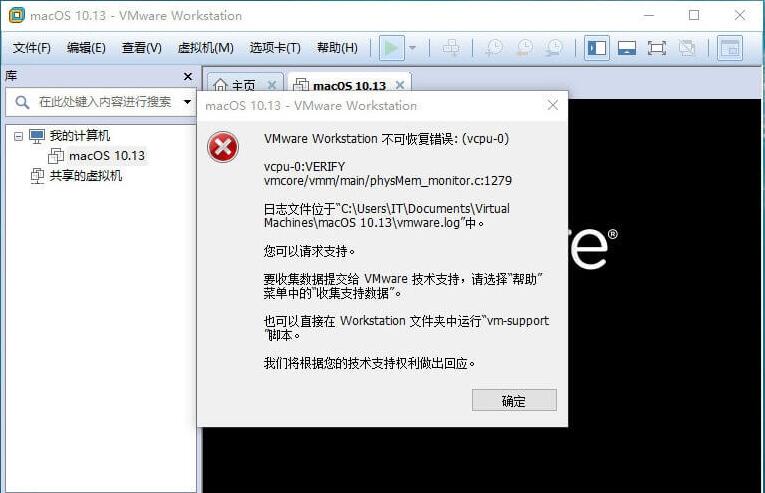 macOS 10.13 - VMware Workstation
文件(F) 编辑(E) 查看(V) 虚拟机(M) 选项卡(T) 帮助(H)
库
在此处键入内容进行搜索
我的计算机
macOS 10.13
共享的虚拟机
主页
macOS 10.13
macOS 10.13 - VMware Workstation
VMware Workstation 不可恢复错误: (vcpu-0)
vcpu-0:VERIFY
vmcore/vmm/main/physMem_monitor.c:1279
日志文件位于“C:\Users\IT\Documents\Virtual
Machines\macOS 10.13\vmware.log”中。
您可以请求支持。
要收集数据提交给 VMware 技术支持，请选择“帮助”
菜单中的“收集支持数据”。
也可以直接在 Workstation 文件夹中运行“vm-support
”脚本。
我们将根据您的技术支持权利做出回应。
确定